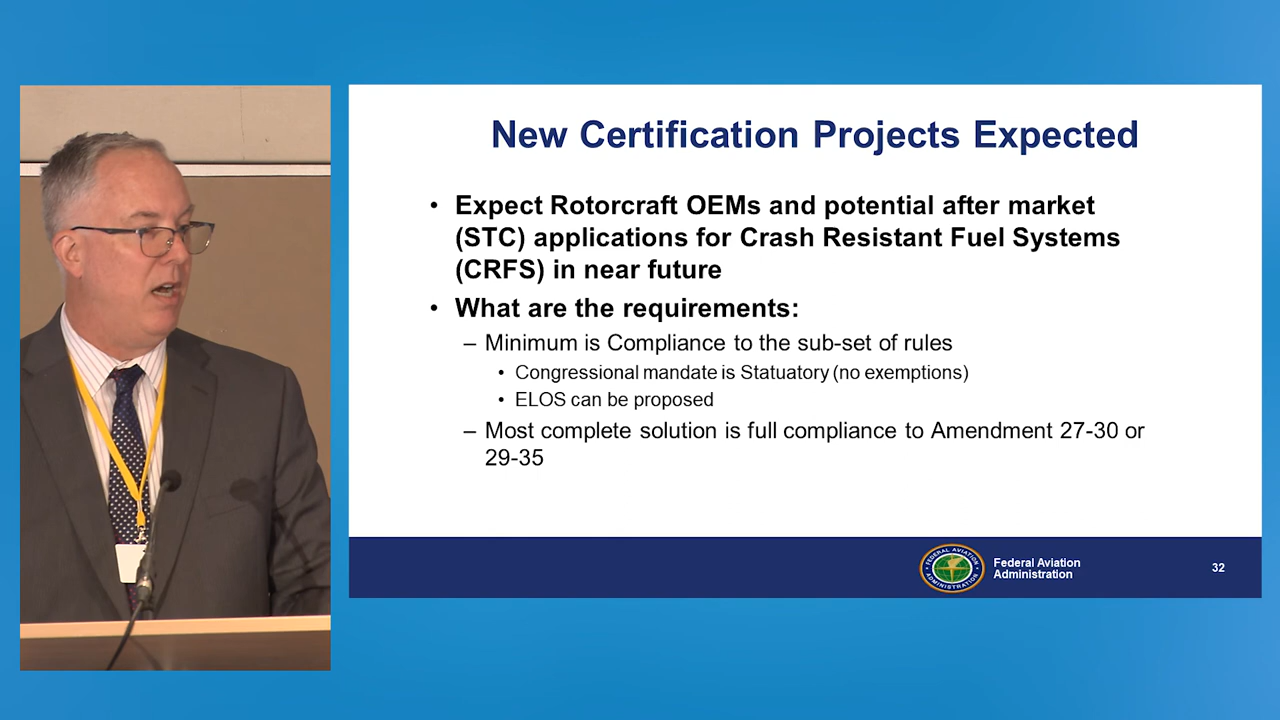 New Certification Projects Expected
• Expect Rotorcraft OEMs and potential after market
(STC) applications for Crash Resistant Fuel Systems
(CRFS) in near future
• What are the requirements:
– Minimum is Compliance to the sub-set of rules
• Congressional mandate is Statuatory (no exemptions)
• ELOS can be proposed
– Most complete solution is full compliance to Amendment 27-30 or
29-35
FEDERAL AVIATION
ADMINISTRATION
Federal Aviation
Administration
32